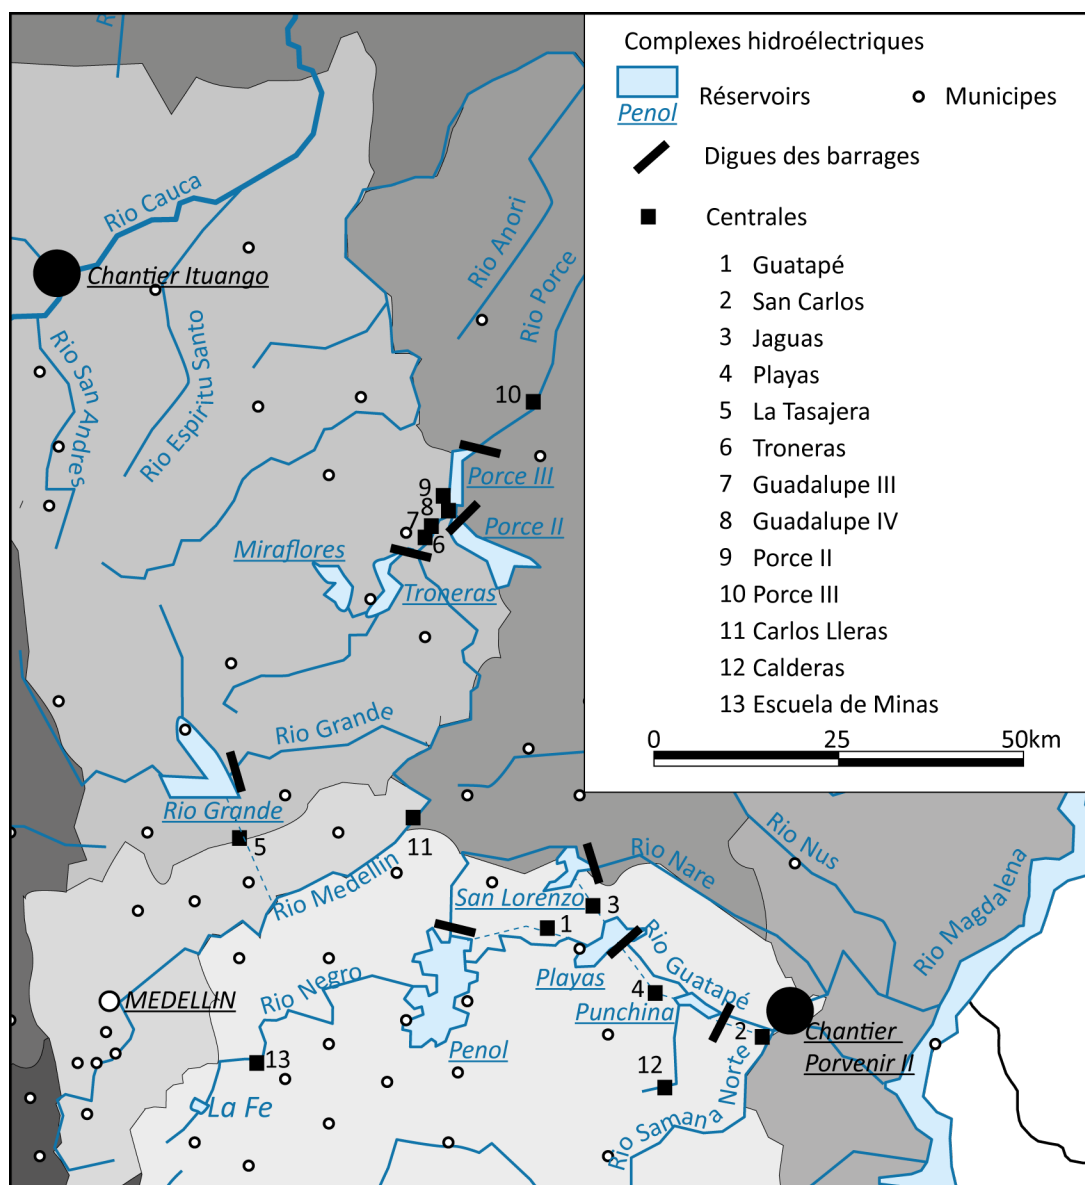 Complexes hidroélectriques
Réservoirs
Municipes
Penol
Digues des barrages
Centrales
1 Guatapé
2 San Carlos
3 Jaguas
4 Playas
5 La Tasajera
6 Troneras
7 Guadalupe III
8 Guadalupe IV
9 Porce II
10 Porce III
11 Carlos Lleras
12 Calderas
13 Escuela de Minas
0 25 50km
R
Rio Cauca
Chantier Ituango
Rio Anori
Rio Porce
Rio San Andres
Rio Espiritu Santo
10
Porce III
9
8
7
6
Porce II
Miraflores
Troneras
Rio Grande
Rio Grande
5
11
Rio Medellin
Rio Nare
Rio Nus
Rio Magdalena
San Lorenzo
3
1
Rio Negro
Playas
Rio Guatapé
4
Punchina
MEDELLIN
2
Chantier
Porvenir II
Penol
13
12
La Fe
Rio Samana Norte